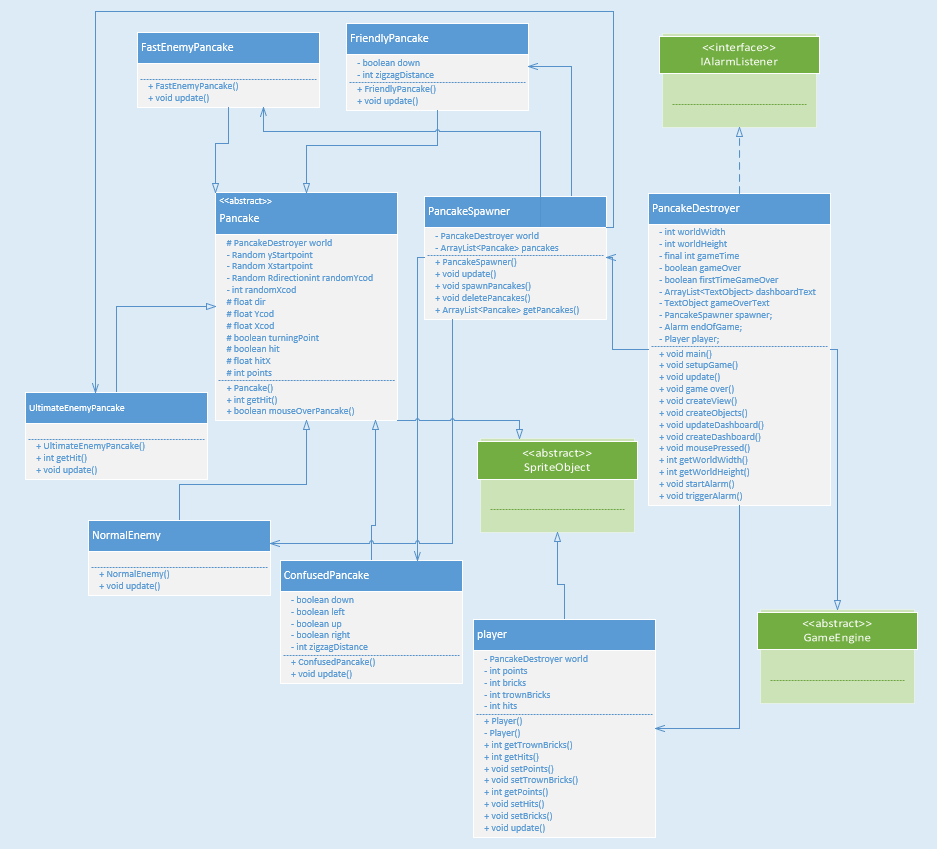 FastEnemyPancake
+ FastEnemyPancake()
+ void update()
FriendlyPancake
- boolean down
- int zigzagDistance
+ FriendlyPancake()
+ void update()
<<interface>>
IAlarmListener
<<abstract>>
Pancake
# PancakeDestroyer world
- Random yStartpoint
- Random Xstartpoint
- Random Rdirectionint randomYcod
- int randomXcod
# float dir
# float Ycod
# float Xcod
# boolean turningPoint
# boolean hit
# float hitX
# int points
+ Pancake()
+ int getHit()
+ boolean mouseOverPancake()
PancakeSpawner
- PancakeDestroyer world
- ArrayList<Pancake> pancakes
+ PancakeSpawner()
+ void update()
+ void spawnPancakes()
+ void deletePancakes()
+ ArrayList<Pancake> getPancakes()
PancakeDestroyer
- int worldWidth
- int worldHeight
- final int gameTime
- boolean gameOver
- boolean firstTimeGameOver
- ArrayList<TextObject> dashboardText
- TextObject gameOverText
- PancakeSpawner spawner;
- Alarm endOfGame;
- Player player;
+ void main()
+ void setupGame()
+ void update()
+ void game over()
+ void createView()
+ void createObjects()
+ void updateDashboard()
+ void createDashboard()
+ void mousePressed()
+ int getWorldWidth()
+ int getWorldHeight()
+ void startAlarm()
+ void triggerAlarm()
UltimateEnemyPancake
+ UltimateEnemyPancake()
+ int getHit()
+ void update()
<<abstract>>
SpriteObject
NormalEnemy
+ NormalEnemy()
+ void update()
ConfusedPancake
- boolean down
- boolean left
- boolean up
- boolean right
- int zigzagDistance
+ ConfusedPancake()
+ void update()
player
- PancakeDestroyer world
- int points
- int bricks
- int trownBricks
- int hits
+ Player()
- Player()
+ int getTrownBricks()
+ int getHits()
+ void setPoints()
+ void setTrownBricks()
+ int getPoints()
+ void setHits()
+ void setBricks()
+ void update()
<<abstract>>
GameEngine